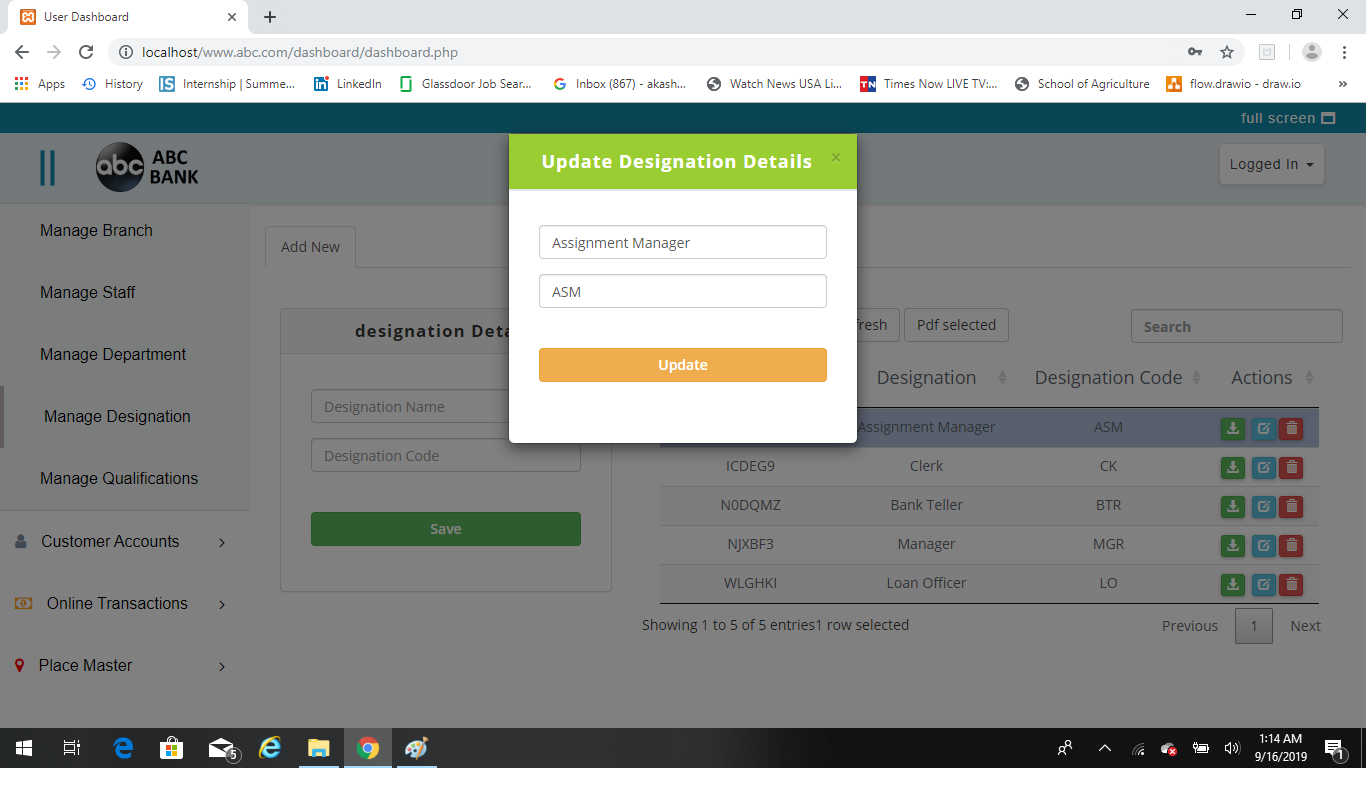 User Dashboard
localhost/www.abc.com/dashboard/dashboard.php
Apps History Internship | Summe... LinkedIn Glassdoor Job Sear... Inbox (867) - akash... Watch News USA Li... Times Now LIVE TV:... School of Agriculture flow.drawio - draw.io »
full screen
abc ABC BANK
Logged In
Update Designation Details ×
Assignment Manager
ASM
Update
Manage Branch
Manage Staff
Manage Department
Manage Designation
Manage Qualifications
Customer Accounts
Online Transactions
Place Master
Add New
designation Deta
Designation Name
Designation Code
Save
fresh Pdf selected Search
Designation Designation Code Actions
Assignment Manager ASM
ICDEG9 Clerk CK
N0DQMZ Bank Teller BTR
NJXBF3 Manager MGR
WLGHKI Loan Officer LO
Showing 1 to 5 of 5 entries1 row selected
Previous 1 Next
5
1:14 AM
9/16/2019
1